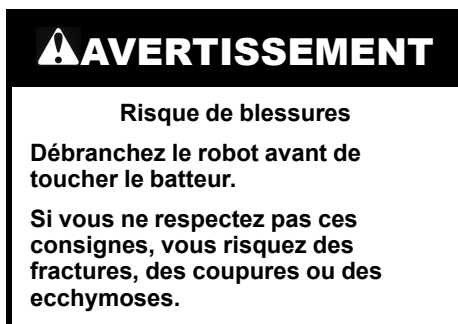 AVERTISSEMENT
Risque de blessures
Débranchez le robot avant de
toucher le batteur.
Si vous ne respectez pas ces
consignes, vous risquez des
fractures, des coupures ou des
ecchymoses.